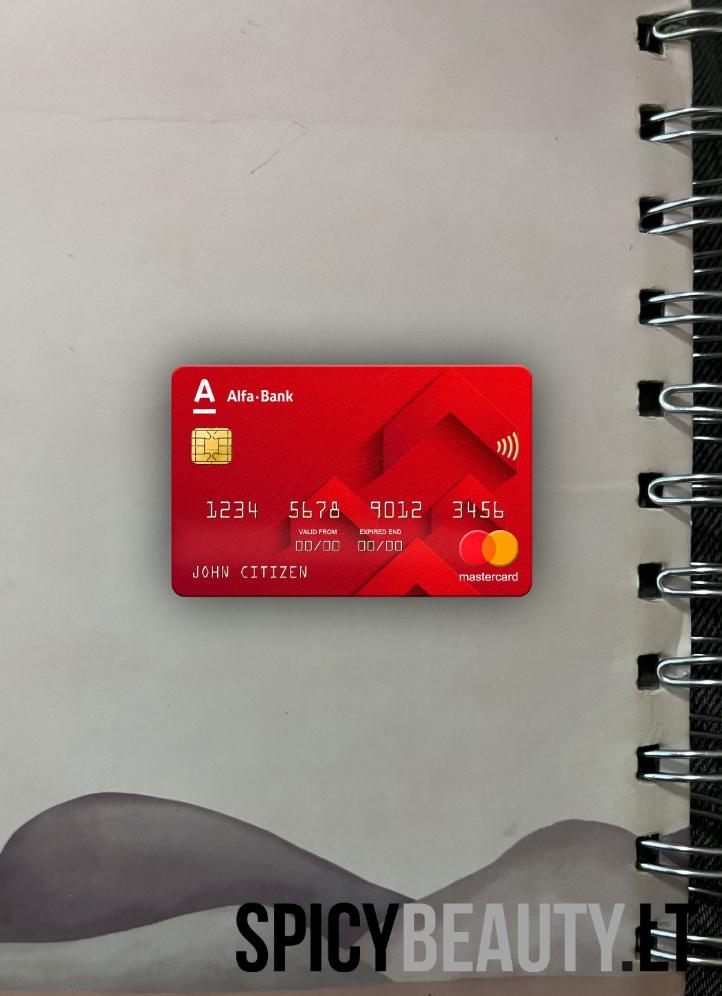 A Alfa·Bank
1234 5678 9012 3456
VALID FROM EXPIRED END
00/00 00/00
JOHN CITIZEN
mastercard
SPICYBEAUTY.LT